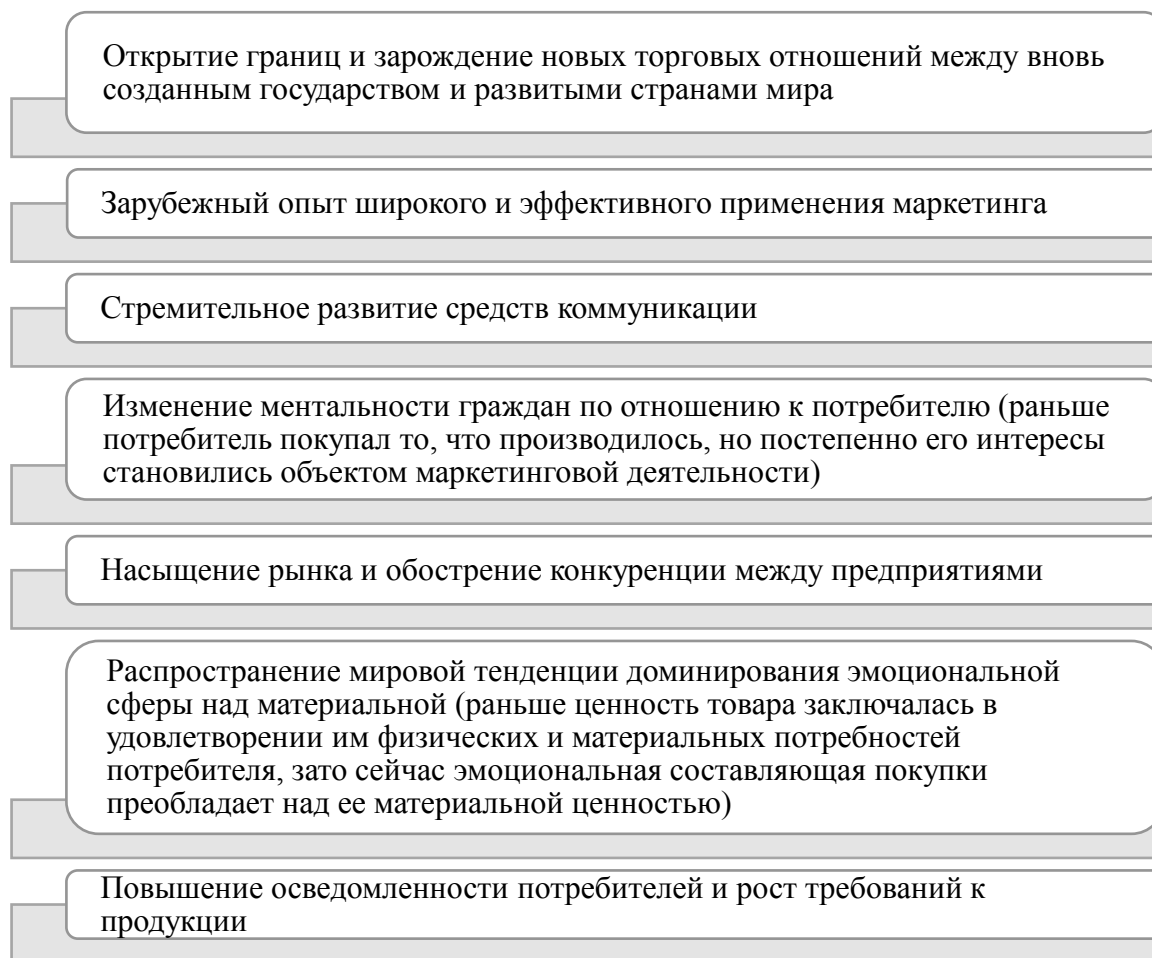 Открытие границ и зарождение новых торговых отношений между вновь
созданным государством и развитыми странами мира
Зарубежный опыт широкого и эффективного применения маркетинга
Стремительное развитие средств коммуникации
Изменение ментальности граждан по отношению к потребителю (раньше
потребитель покупал то, что производилось, но постепенно его интересы
становились объектом маркетинговой деятельности)
Насыщение рынка и обострение конкуренции между предприятиями
Распространение мировой тенденции доминирования эмоциональной
сферы над материальной (раньше ценность товара заключалась в
удовлетворении им физических и материальных потребностей
потребителя, зато сейчас эмоциональная составляющая покупки
преобладает над ее материальной ценностью)
Повышение осведомленности потребителей и рост требований к
продукции